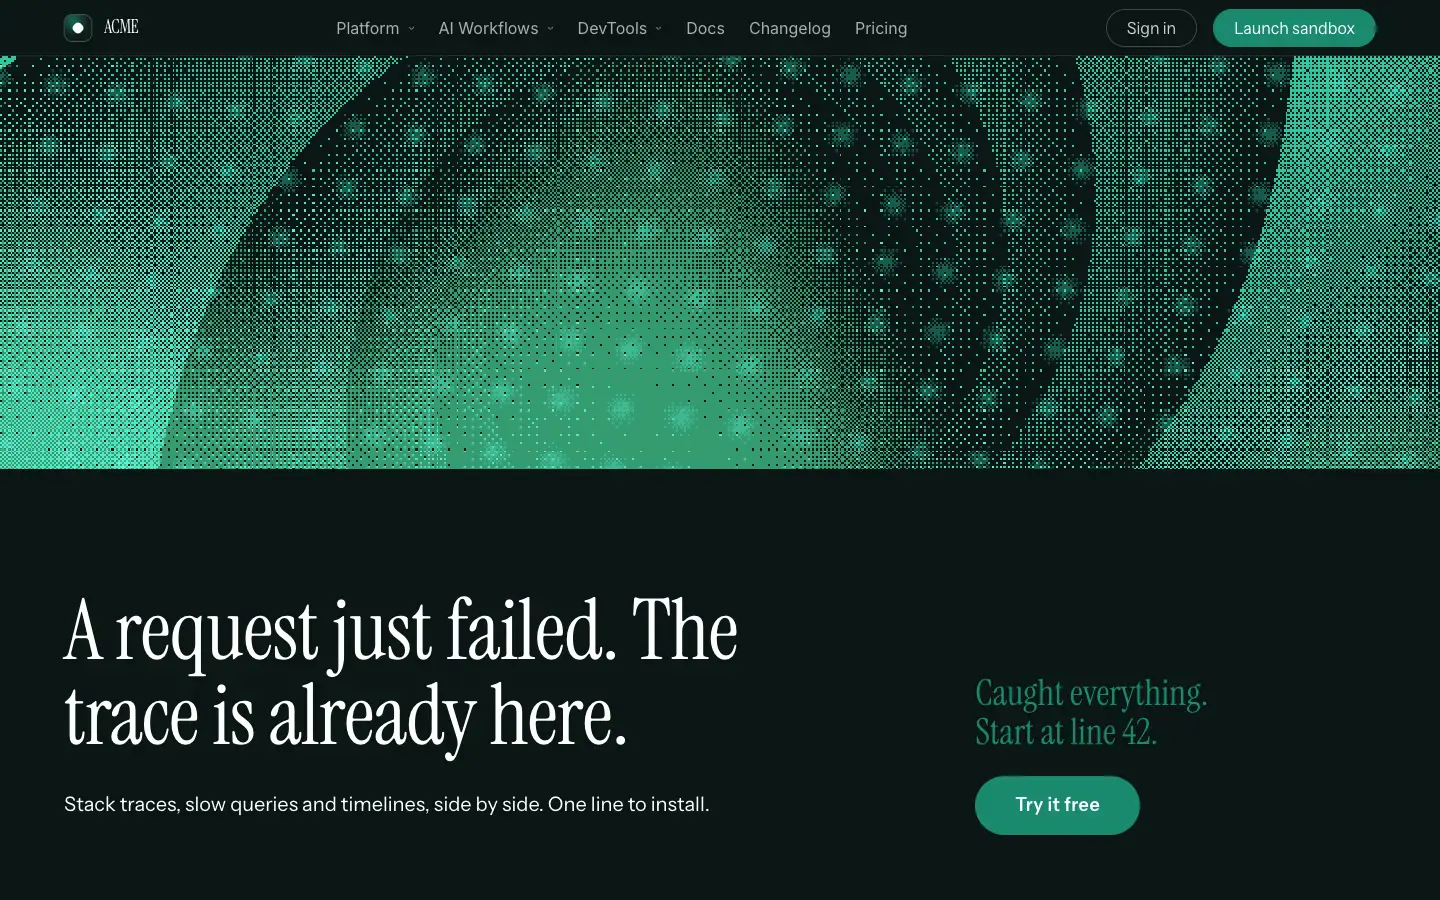 ACME
Platform
AI Workflows
DevTools
Docs
Changelog
Pricing
Sign in
Launch sandbox
A request just failed. The
trace is already here.
Stack traces, slow queries and timelines, side by side. One line to install.
Caught everything.
Start at line 42.
Try it free